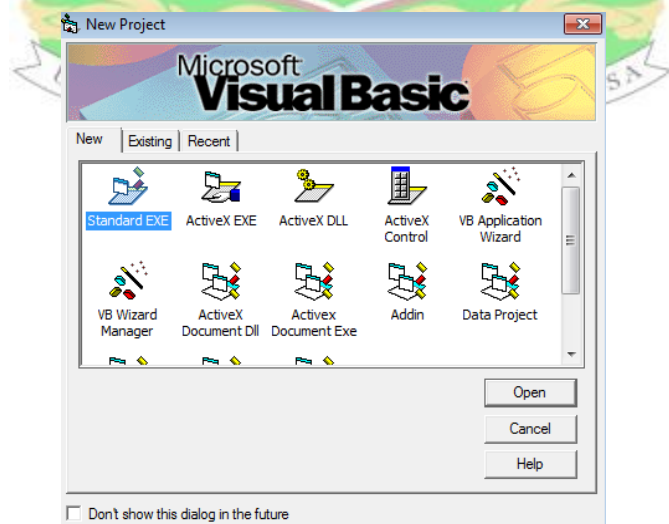 New Project
Microsoft
Visual Basic
New Existing Recent
Standard EXE ActiveX EXE ActiveX DLL ActiveX Control VB Application Wizard
VB Wizard Manager ActiveX Document Dll Activex Document Exe Addin Data Project
Open
Cancel
Help
Don't show this dialog in the future